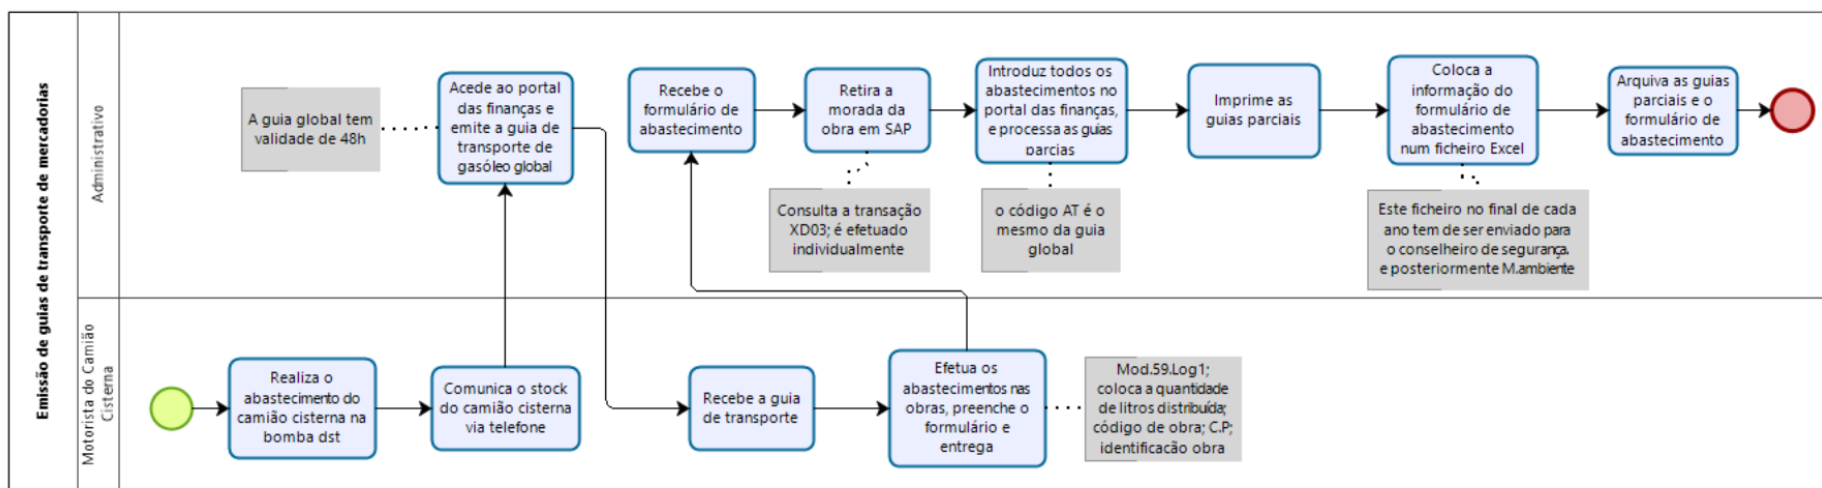 Emissão de guias de transporte de mercadorias
Administrativo
A guia global tem
validade de 48h
Acede ao portal
das finanças e
emite a guia de
transporte de
gasóleo global
Recebe o
formulário de
abastecimento
Retira a
morada da
obra em SAP
Consulta a transação
XD03; é efetuado
individualmente
Introduz todos os
abastecimentos no
portal das finanças,
e processa as guias
parcias
o código AT é o
mesmo da guia
global
Imprime as
guias parciais
Coloca a
informação do
formulário de
abastecimento
num ficheiro Excel
Este ficheiro no final de cada
ano tem de ser enviado para
o conselheiro de segurança.
e posteriormente M.ambiente
Arquiva as guias
parciais e o
formulário de
abastecimento
Motorista do Camião
Cisterna
Realiza o
abastecimento do
camião cisterna na
bomba dst
Comunica o stock
do camião cisterna
via telefone
Recebe a guia
de transporte
Efetua os
abastecimentos nas
obras, preenche o
formulário e
entrega
Mod.59.Log1;
coloca a quantidade
de litros distribuída;
código de obra; C.P;
identificacão obra